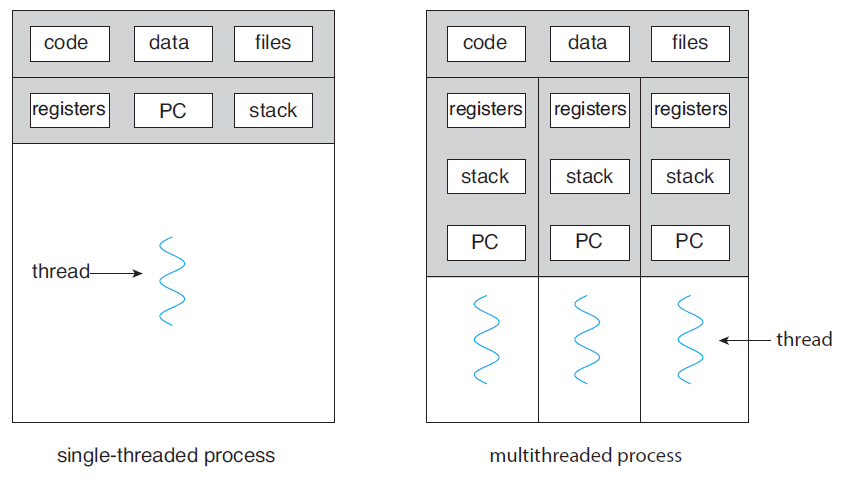 code data files
registers PC stack
thread
single-threaded process
code data files
registers registers registers
stack stack stack
PC PC PC
thread
multithreaded process